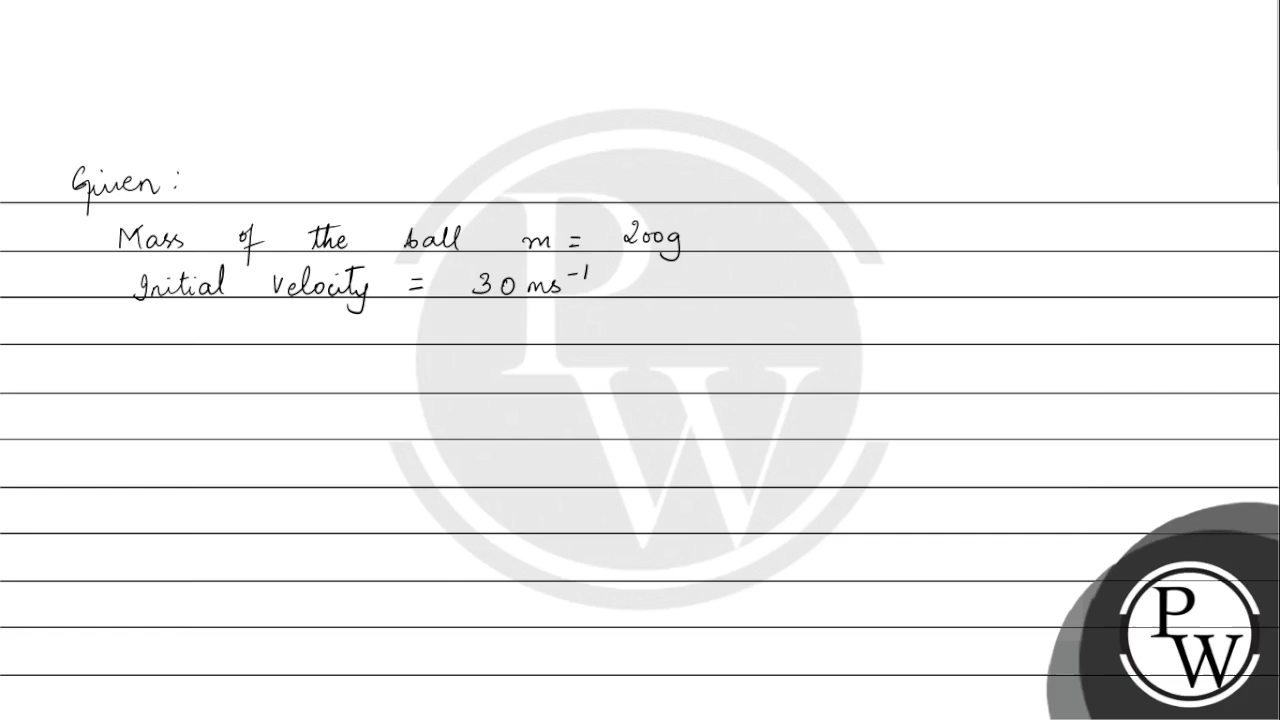 Given :
Mass of the ball m = 200g
Initial velocity = 30 ms⁻¹
P
W
P
W